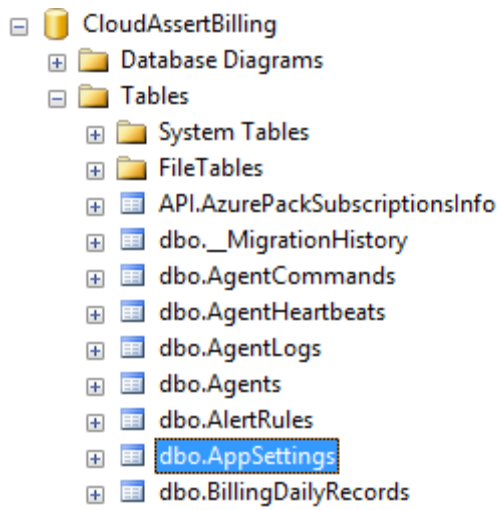 CloudAssertBilling
Database Diagrams
Tables
System Tables
FileTables
API.AzurePackSubscriptionsInfo
dbo.__MigrationHistory
dbo.AgentCommands
dbo.AgentHeartbeats
dbo.AgentLogs
dbo.Agents
dbo.AlertRules
dbo.AppSettings
dbo.BillingDailyRecords